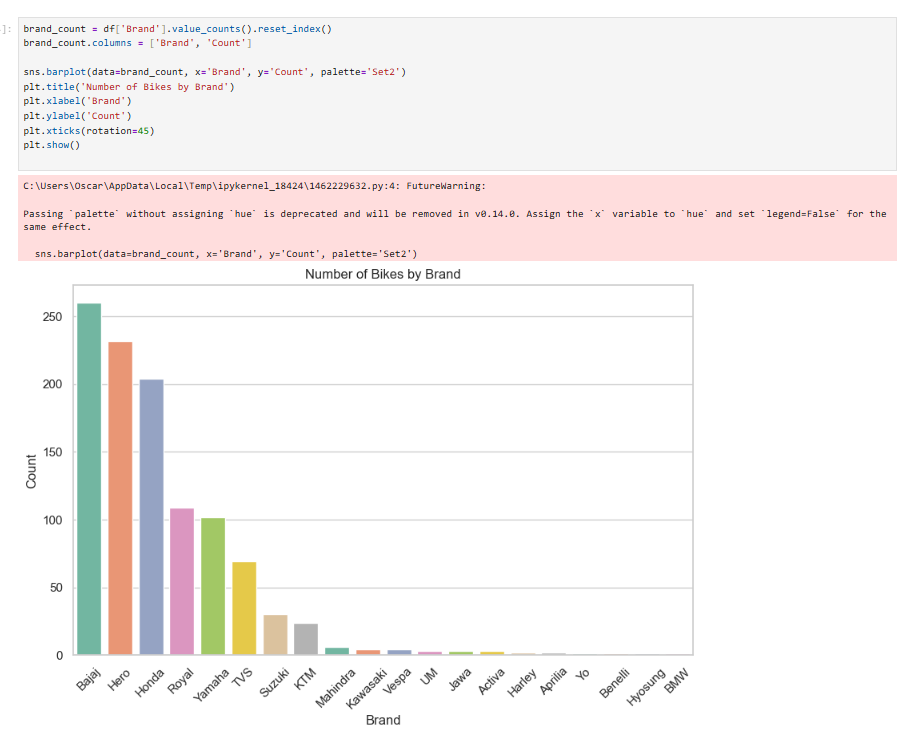 ]:
brand_count = df['Brand'].value_counts().reset_index()
brand_count.columns = ['Brand', 'Count']
sns.barplot(data=brand_count, x='Brand', y='Count', palette='Set2')
plt.title('Number of Bikes by Brand')
plt.xlabel('Brand')
plt.ylabel('Count')
plt.xticks(rotation=45)
plt.show()
C:\Users\Oscar\AppData\Local\Temp\ipykernel_18424\1462229632.py:4: FutureWarning:
Passing `palette` without assigning `hue` is deprecated and will be removed in v0.14.0. Assign the `x` variable to `hue` and set `legend=False` for the
same effect.
sns.barplot(data=brand_count, x='Brand', y='Count', palette='Set2')
Number of Bikes by Brand
250
200
150
100
50
0
Count
Bajaj
Hero
Honda
Royal
Yamaha
TVS
Suzuki
KTM
Mahindra
Kawasaki
Vespa
UM
Jawa
Activa
Harley
Aprilia
Yo
Benelli
Hyosung
BMW
Brand